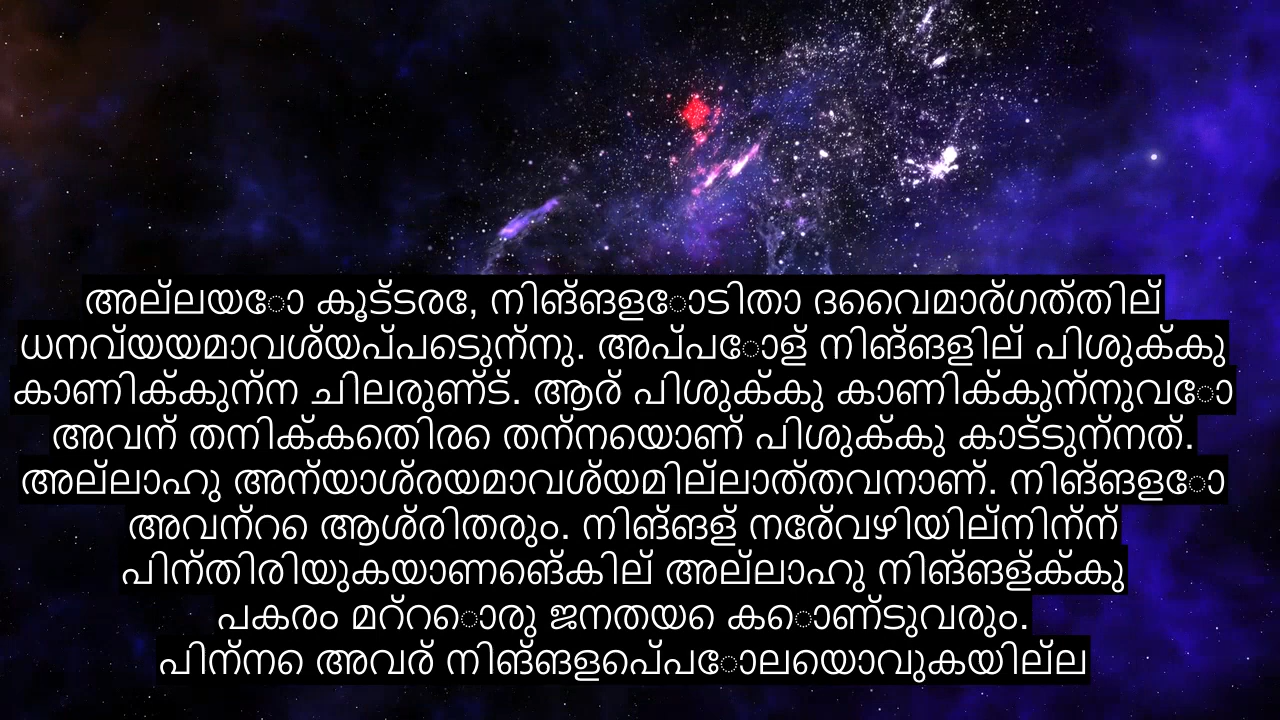 അല്ലയോ കൂട്ടരേ, നിങ്ങളോടിതാ ദൈവമാര്ഗത്തില്
ധനവ്യയമാവശ്യപ്പെടുന്നു. അപ്പോള് നിങ്ങളില് പിശുക്കു
കാണിക്കുന്ന ചിലരുണ്ട്. ആര് പിശുക്കു കാണിക്കുന്നുവോ
അവന് തനിക്കെതിരെ തന്നെയാണ് പിശുക്കു കാട്ടുന്നത്.
അല്ലാഹു അന്യാശ്രയമാവശ്യമില്ലാത്തവനാണ്. നിങ്ങളോ
അവന്റെ ആശ്രിതരും. നിങ്ങള് നേര്വഴിയില്നിന്ന്
പിന്തിരിയുകയാണെങ്കില് അല്ലാഹു നിങ്ങള്ക്കു
പകരം മറ്റൊരു ജനതയെ കൊണ്ടുവരും.
പിന്നെ അവര് നിങ്ങളെപ്പോലെയാവുകയില്ല